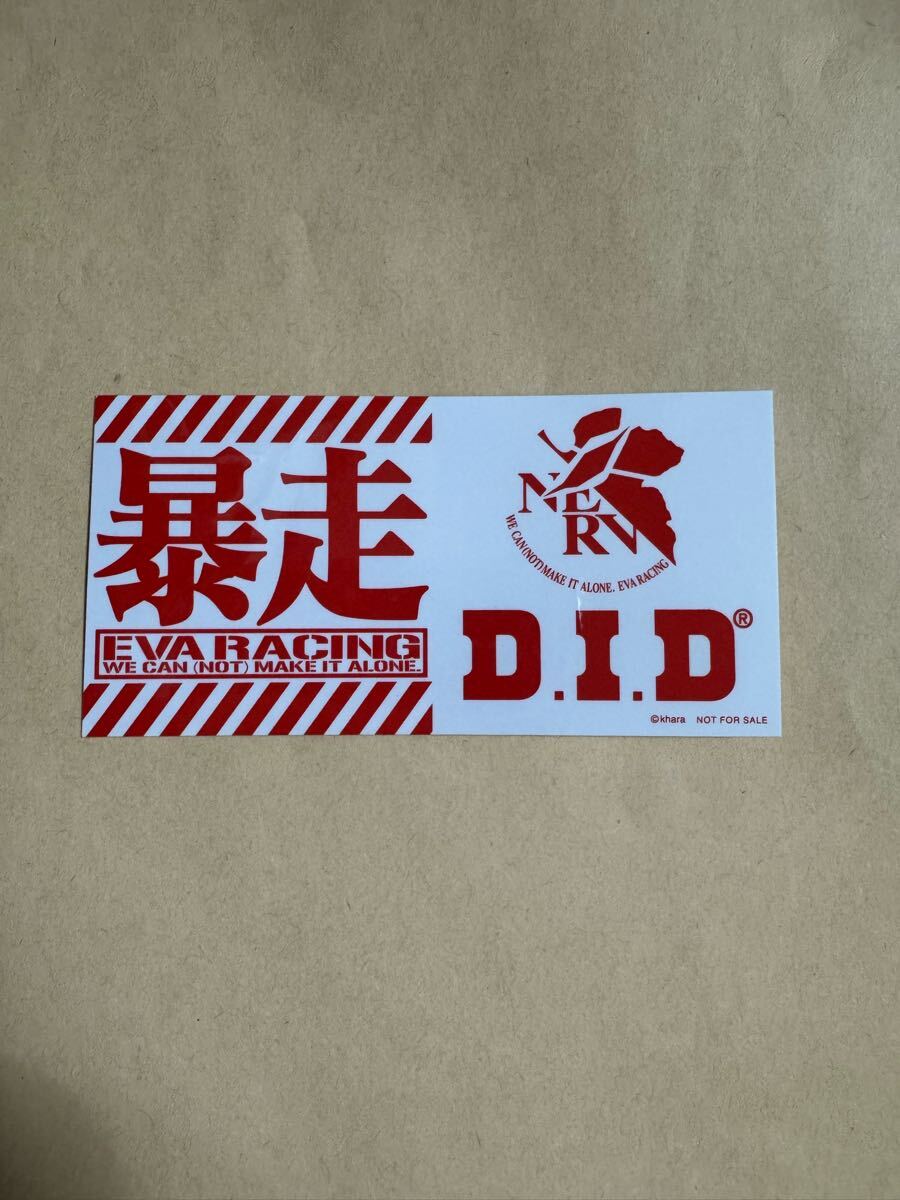 暴走
EVA RACING
WE CAN (NOT) MAKE IT ALONE.
NERV
WE CAN (NOT) MAKE IT ALONE. EVA RACING
D.I.D®
©khara NOT FOR SALE